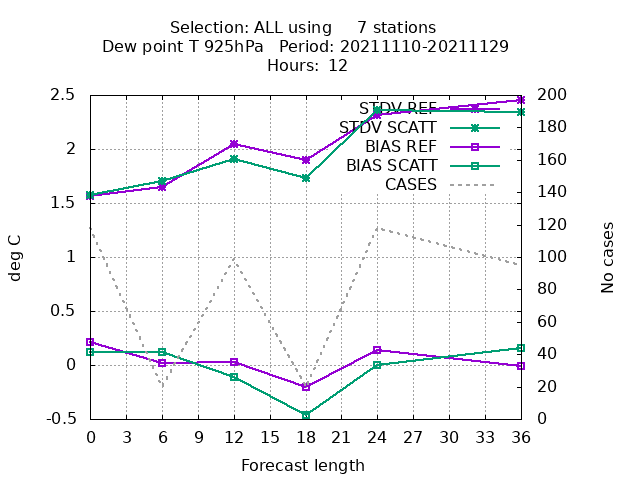 Selection: ALL using 7 stations
Dew point T 925hPa Period: 20211110-20211129
Hours: 12
STDV REF
STDV SCATT
BIAS REF
BIAS SCATT
CASES
2.5
2
1.5
1
0.5
0
-0.5
deg C
200
180
160
140
120
100
80
60
40
20
0
No cases
0 3 6 9 12 15 18 21 24 27 30 33 36
Forecast length